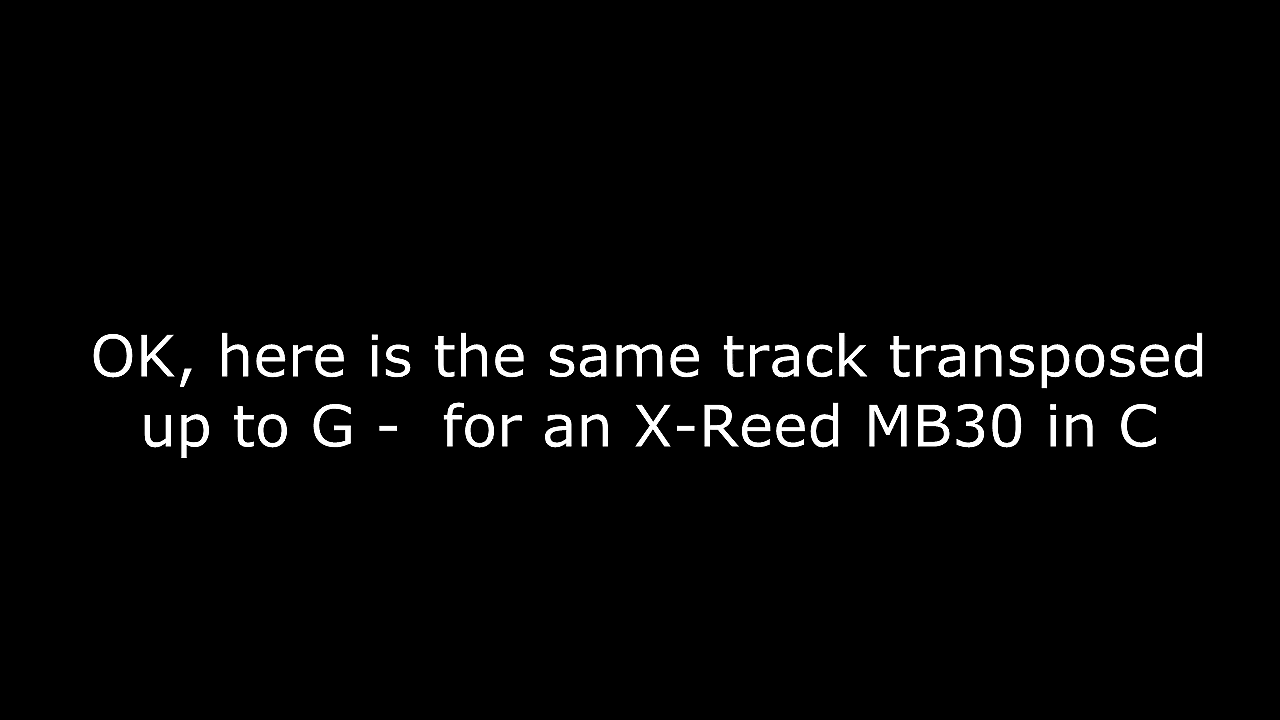 OK, here is the same track transposed
up to G -  for an X-Reed MB30 in C